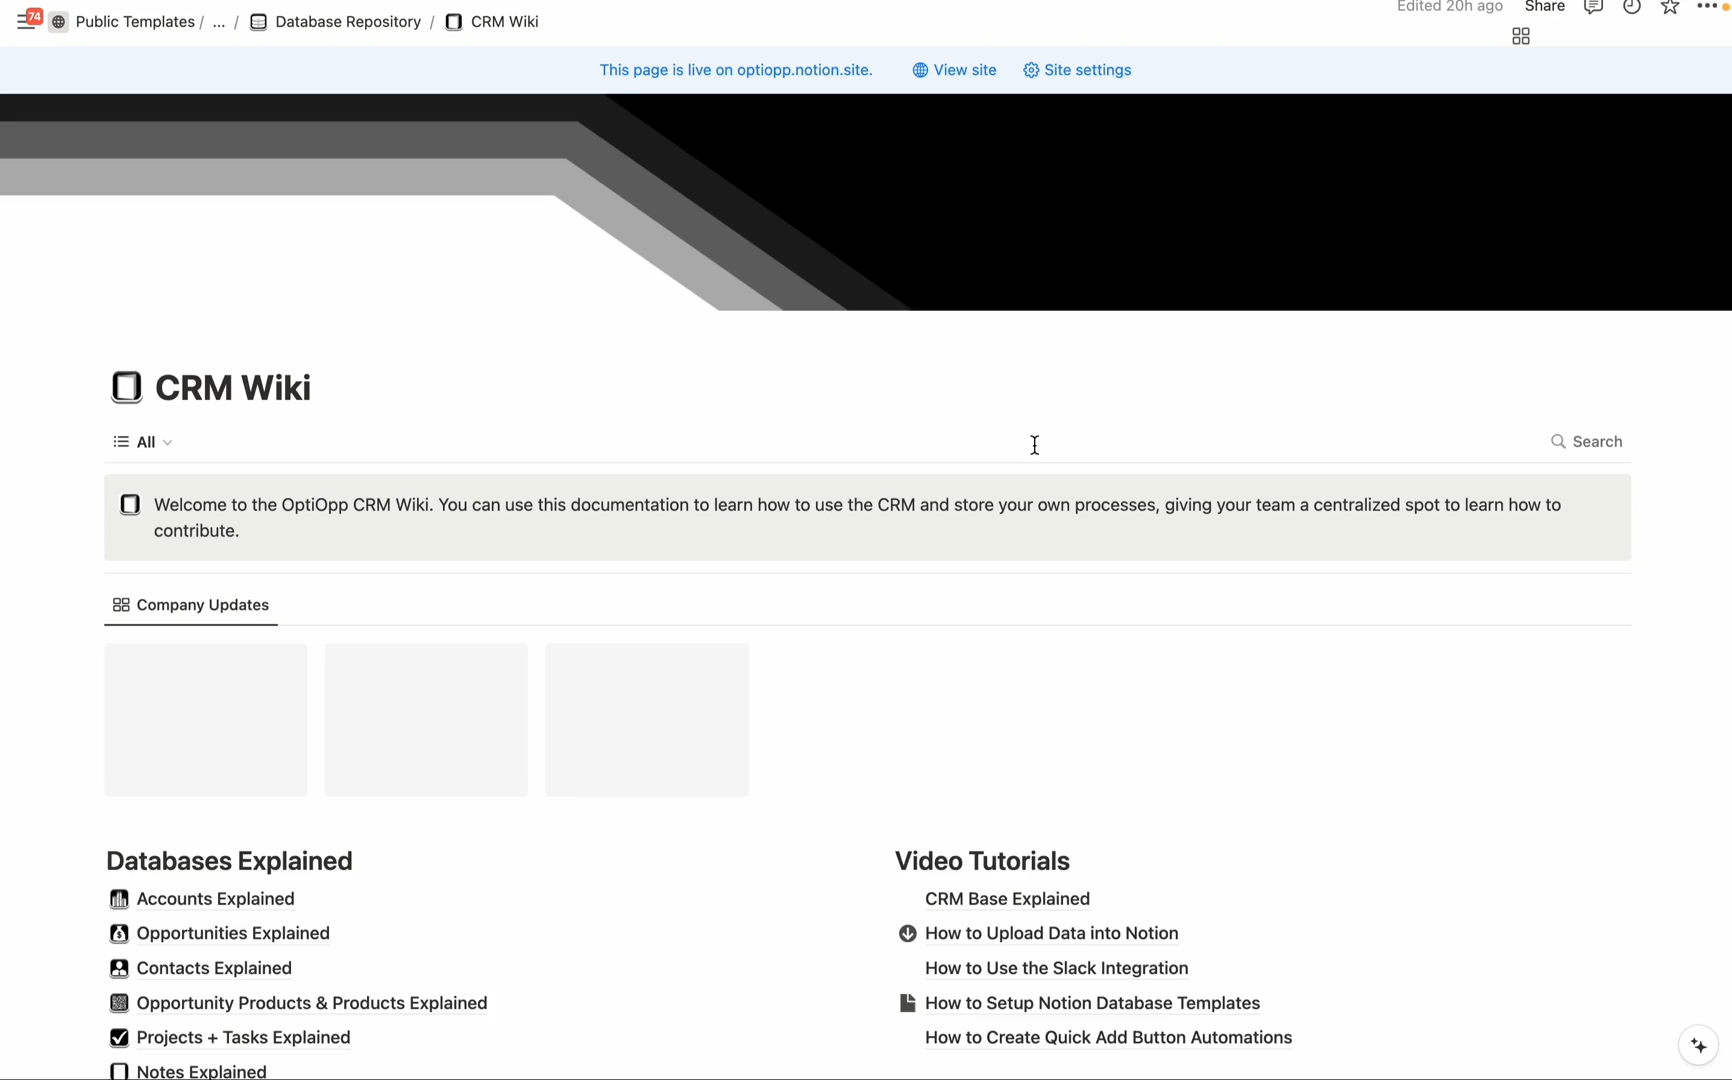 74 Public Templates / ... / Database Repository / CRM Wiki
Edited 20h ago Share
This page is live on optiopp.notion.site. View site Site settings
CRM Wiki
All
Search
Welcome to the OptiOpp CRM Wiki. You can use this documentation to learn how to use the CRM and store your own processes, giving your team a centralized spot to learn how to
contribute.
Company Updates
Databases Explained
Accounts Explained
Opportunities Explained
Contacts Explained
Opportunity Products & Products Explained
Projects + Tasks Explained
Notes Explained
Video Tutorials
CRM Base Explained
How to Upload Data into Notion
How to Use the Slack Integration
How to Setup Notion Database Templates
How to Create Quick Add Button Automations